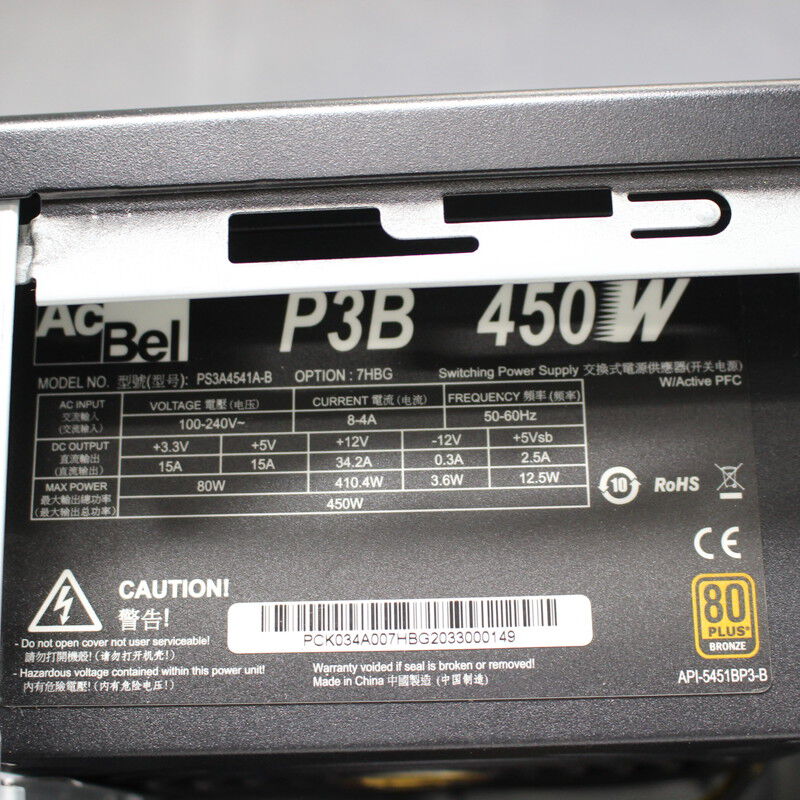 AcBel
P3B 450W
MODEL NO. 型號(型号): PS3A4541A-B OPTION : 7HBG Switching Power Supply 交換式電源供應器(开关电源)
W/Active PFC
AC INPUT
交流輸入
(交流输入)
VOLTAGE 電壓 (电压) CURRENT 電流 (电流) FREQUENCY 頻率 (频率)
100-240V~ 8-4A 50-60Hz
DC OUTPUT
直流輸出
(直流输出)
+3.3V +5V +12V -12V +5Vsb
15A 15A 34.2A 0.3A 2.5A
MAX POWER
最大輸出總功率
(最大输出总功率)
80W 410.4W 3.6W 12.5W
450W
10 RoHS
CE
CAUTION!
警告!
- Do not open cover not user serviceable!
請勿打開機殼! (请勿打开机壳!)
- Hazardous voltage contained within this power unit!
內有危險電壓! (内有危险电压!)
PCK034A007HBG2033000149
Warranty voided if seal is broken or removed!
Made in China 中國製造 (中国制造)
80
PLUS
BRONZE
API-5451BP3-B